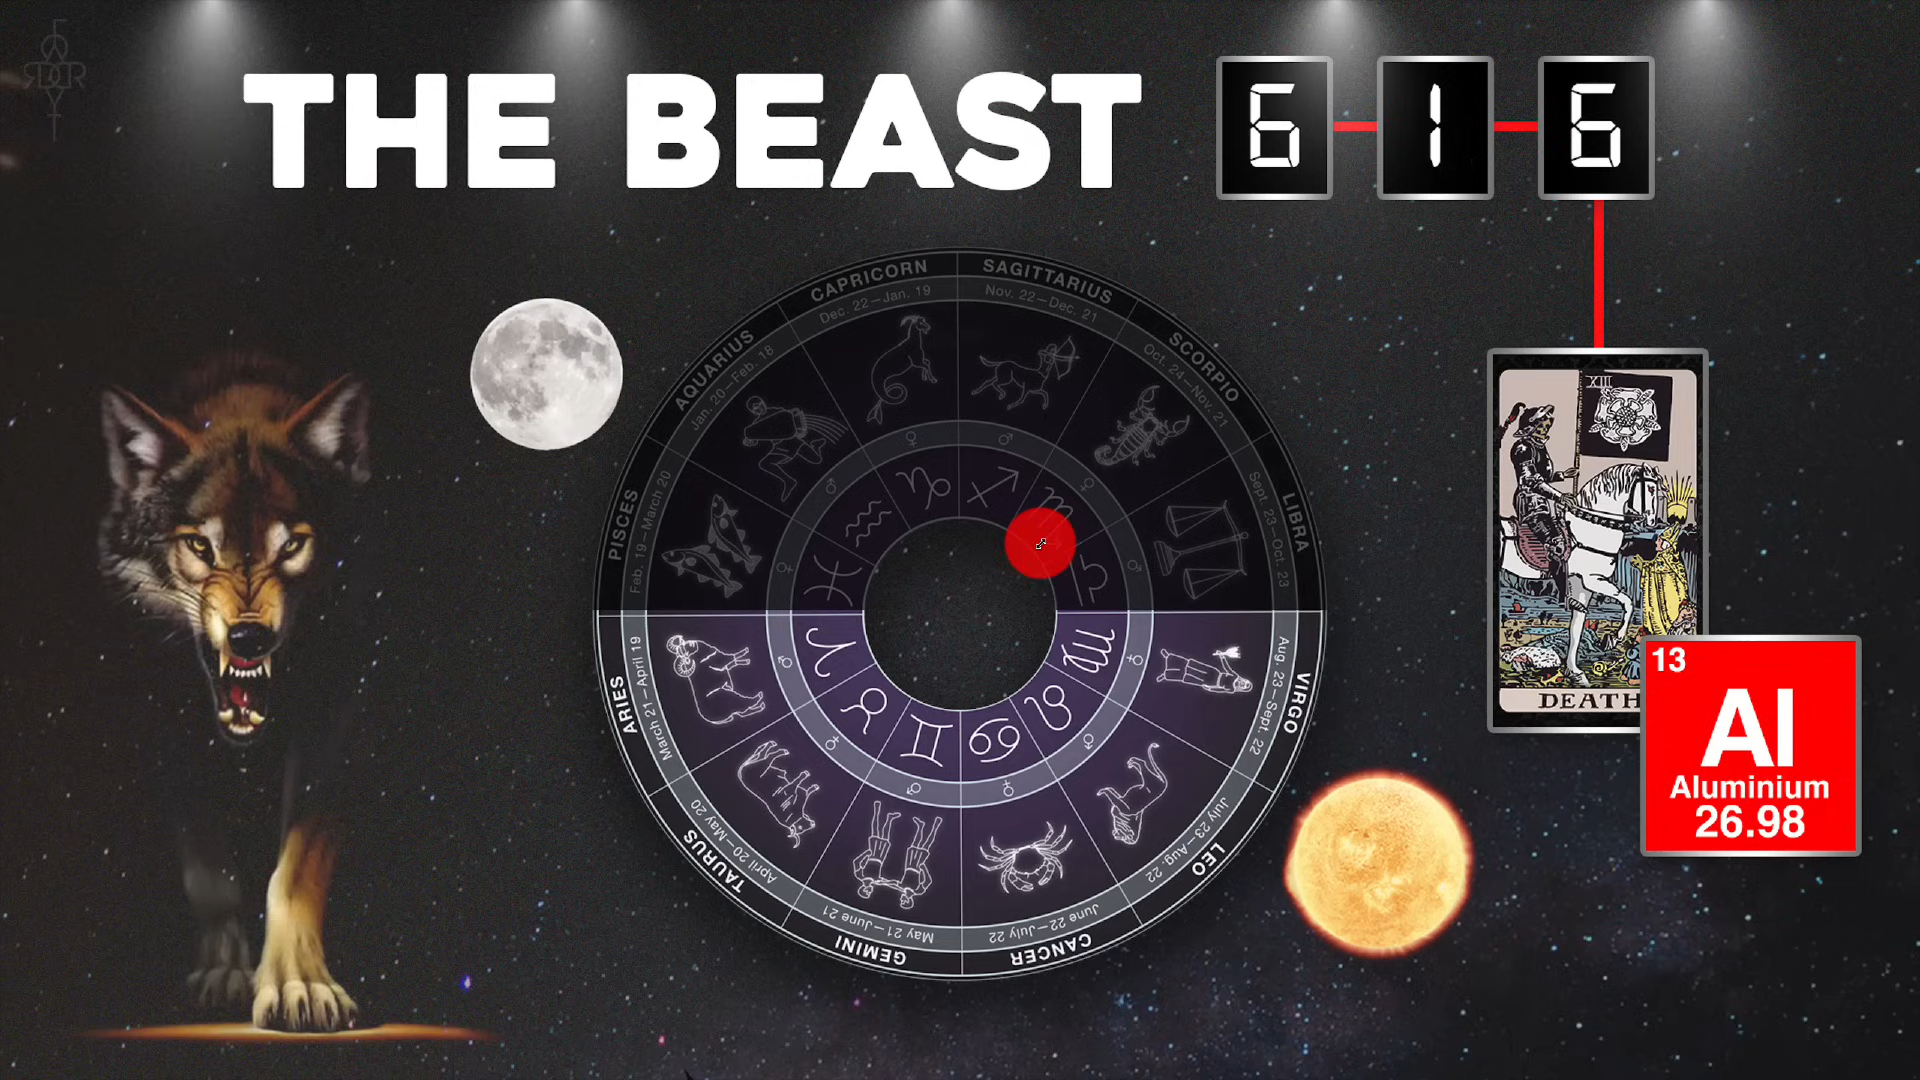 THE BEAST 6 1 6
CAPRICORN
Dec. 22–Jan. 19
SAGITTARIUS
Nov. 22–Dec. 21
AQUARIUS
Jan. 20–Feb. 18
SCORPIO
Oct. 24–Nov. 21
PISCES
Feb. 19–March 20
LIBRA
Sept. 23–Oct. 23
ARIES
March 21–April 19
VIRGO
Aug. 23–Sept. 22
TAURUS
April 20–May 20
LEO
July 23–Aug. 22
GEMINI
May 21–June 21
CANCER
June 22–July 22
XIII
DEATH
13
Al
Aluminium
26.98